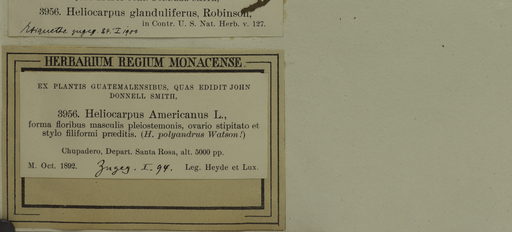 3956. Heliocarpus glanduliferus, Robinson,
in Contr. U. S. Nat. Herb. v. 127.
HERBARIUM REGIUM MONACENSE.
EX PLANTIS GUATEMALENSIBUS, QUAS EDIDIT JOHN
DONNELL SMITH,
3956. Heliocarpus Americanus L.,
forma floribus masculis pleiostemonis, ovario stipitato et
stylo filiformi præditis. (H. polyandrus Watson?)
Chupadero, Depart. Santa Rosa, alt. 5000 pp.
M. Oct. 1892. Zugeg. I. 94. Leg. Heyde et Lux.